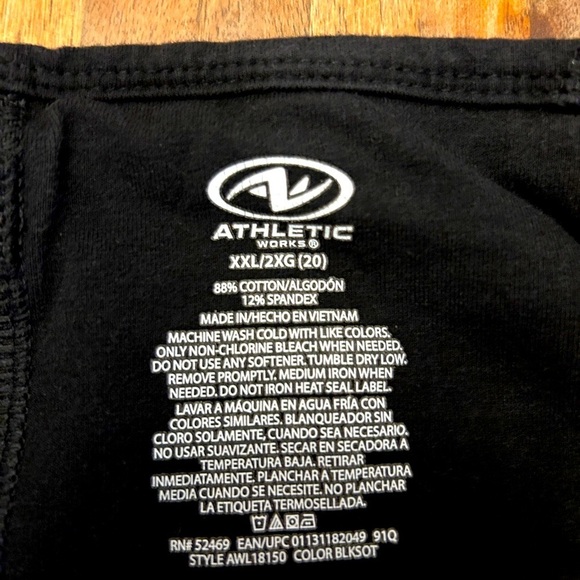 ATHLETIC
WORKS®
XXL/2XG (20)
88% COTTON/ALGODÓN
12% SPANDEX
MADE IN/HECHO EN VIETNAM
MACHINE WASH COLD WITH LIKE COLORS.
ONLY NON-CHLORINE BLEACH WHEN NEEDED.
DO NOT USE ANY SOFTENER. TUMBLE DRY LOW.
REMOVE PROMPTLY. MEDIUM IRON WHEN
NEEDED. DO NOT IRON HEAT SEAL LABEL.
LAVAR A MÁQUINA EN AGUA FRÍA CON
COLORES SIMILARES. BLANQUEADOR SIN
CLORO SOLAMENTE, CUANDO SEA NECESARIO.
NO USAR SUAVIZANTE. SECAR EN SECADORA A
TEMPERATURA BAJA. RETIRAR
INMEDIATAMENTE. PLANCHAR A TEMPERATURA
MEDIA CUANDO SE NECESITE. NO PLANCHAR
LA ETIQUETA TERMOSELLADA.
RN# 52469 EAN/UPC 01131182049 91Q
STYLE AWL18150 COLOR BLKSOT